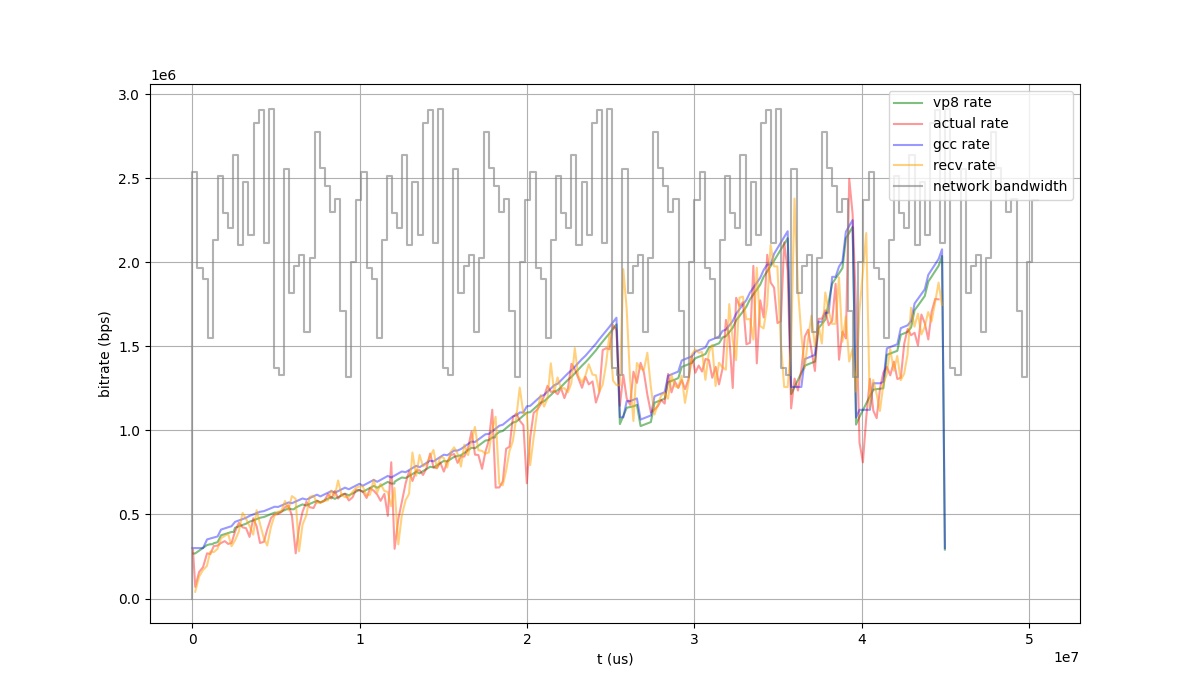 1e6
3.0
2.5
2.0
1.5
1.0
0.5
0.0
bitrate (bps)
vp8 rate
actual rate
gcc rate
recv rate
network bandwidth
0 1 2 3 4 5
t (us)
1e7